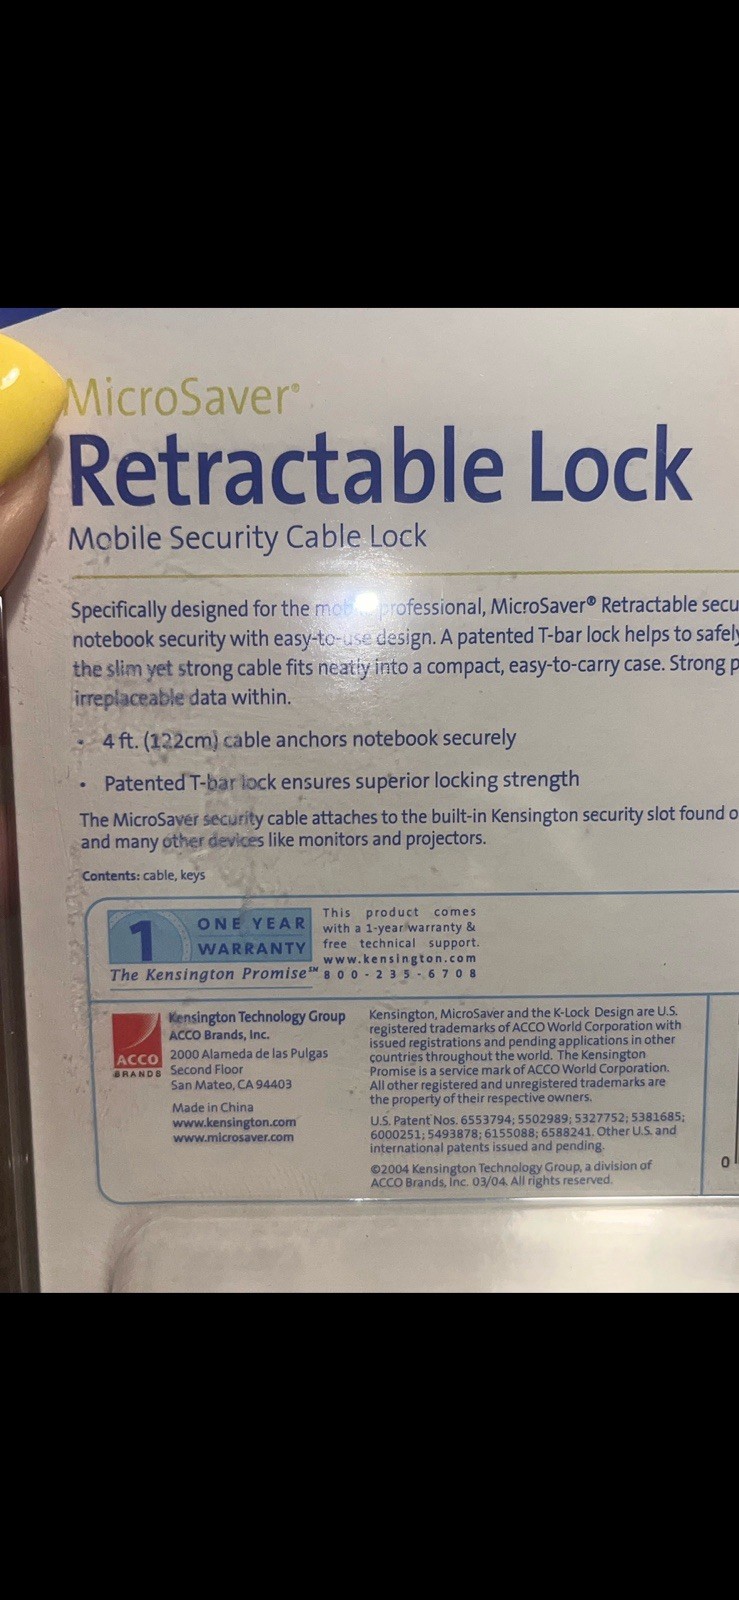 MicroSaver®
Retractable Lock
Mobile Security Cable Lock
Specifically designed for the professional, MicroSaver® Retractable secu
notebook security with easy-to-use design. A patented T-bar lock helps to safely
the slim yet strong cable fits neatly into a compact, easy-to-carry case. Strong p
irreplaceable data within.
• 4 ft. (122cm) cable anchors notebook securely
• Patented T-bar lock ensures superior locking strength
The MicroSaver security cable attaches to the built-in Kensington security slot found o
and many other devices like monitors and projectors.
Contents: cable, keys
1 ONE YEAR
WARRANTY
The Kensington Promise℠
This product comes
with a 1-year warranty &
free technical support.
www.kensington.com
800-235-6708
ACCO
BRANDS
Kensington Technology Group
ACCO Brands, Inc.
2000 Alameda de las Pulgas
Second Floor
San Mateo, CA 94403
Made in China
www.kensington.com
www.microsaver.com
Kensington, MicroSaver and the K-Lock Design are U.S.
registered trademarks of ACCO World Corporation with
issued registrations and pending applications in other
countries throughout the world. The Kensington
Promise is a service mark of ACCO World Corporation.
All other registered and unregistered trademarks are
the property of their respective owners.
U.S. Patent Nos. 6553794; 5502989; 5327752; 5381685;
6000251; 5493878; 6155088; 6588241. Other U.S. and
international patents issued and pending.
©2004 Kensington Technology Group, a division of
ACCO Brands, Inc. 03/04. All rights reserved.
0